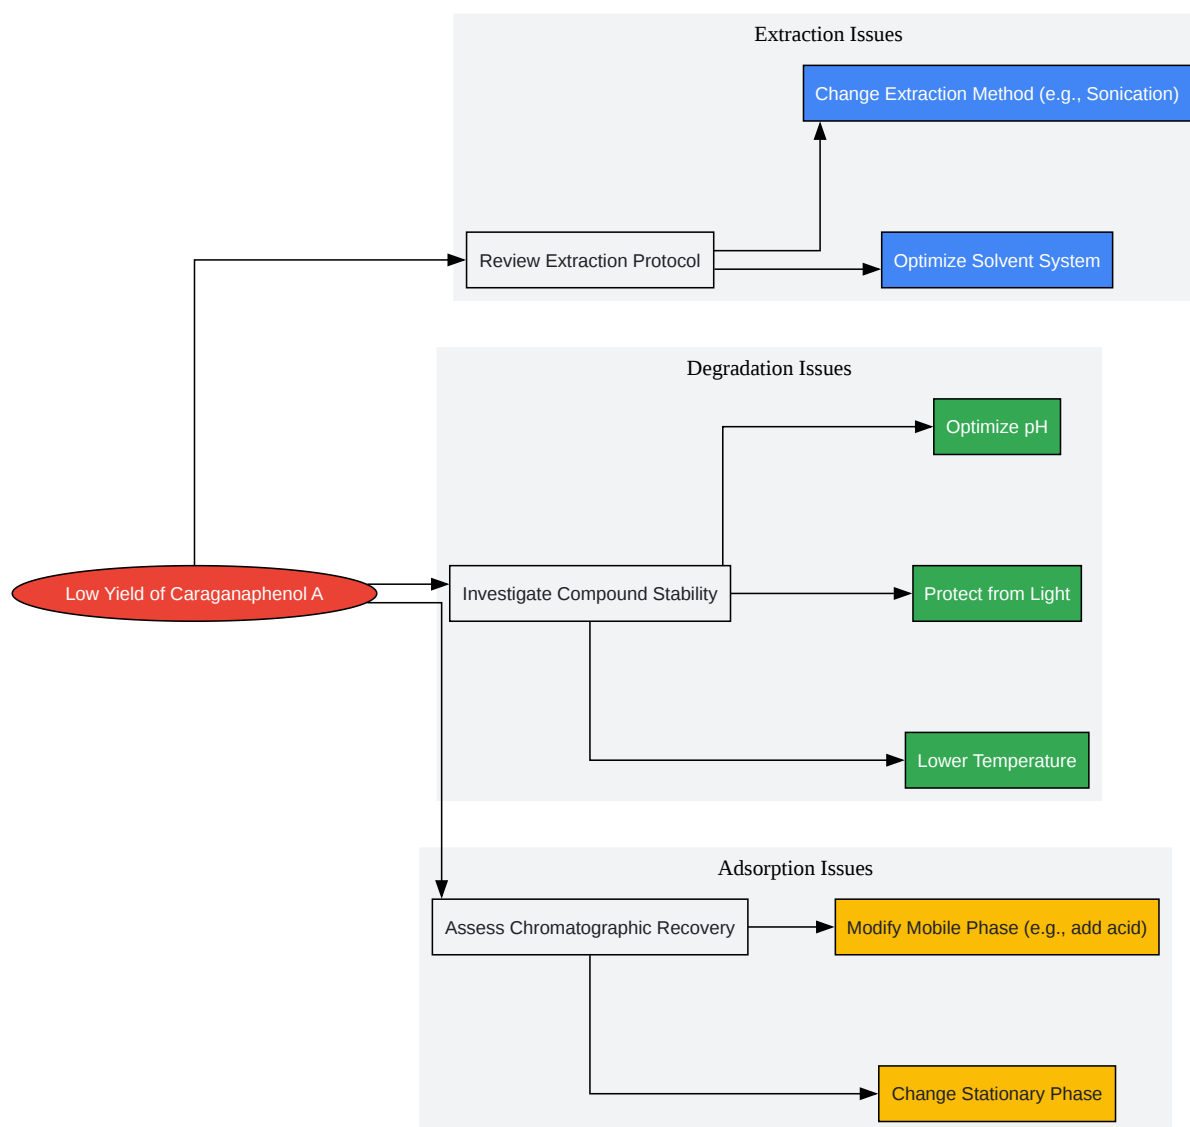 Extraction Issues
Change Extraction Method (e.g., Sonication)
Review Extraction Protocol
Optimize Solvent System
Degradation Issues
Optimize pH
Low Yield of Caraganaphenol A
Investigate Compound Stability
Protect from Light
Lower Temperature
Adsorption Issues
Assess Chromatographic Recovery
Modify Mobile Phase (e.g., add acid)
Change Stationary Phase